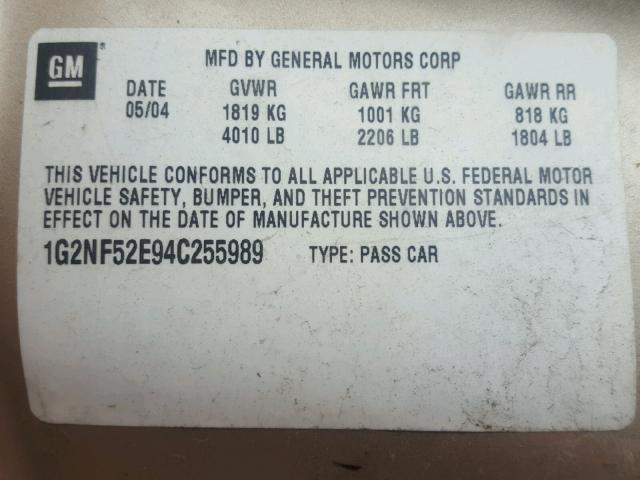 GM ®
MFD BY GENERAL MOTORS CORP
DATE GVWR GAWR FRT GAWR RR
05/04 1819 KG 1001 KG 818 KG
4010 LB 2206 LB 1804 LB
THIS VEHICLE CONFORMS TO ALL APPLICABLE U.S. FEDERAL MOTOR
VEHICLE SAFETY, BUMPER, AND THEFT PREVENTION STANDARDS IN
EFFECT ON THE DATE OF MANUFACTURE SHOWN ABOVE.
1G2NF52E94C255989 TYPE: PASS CAR